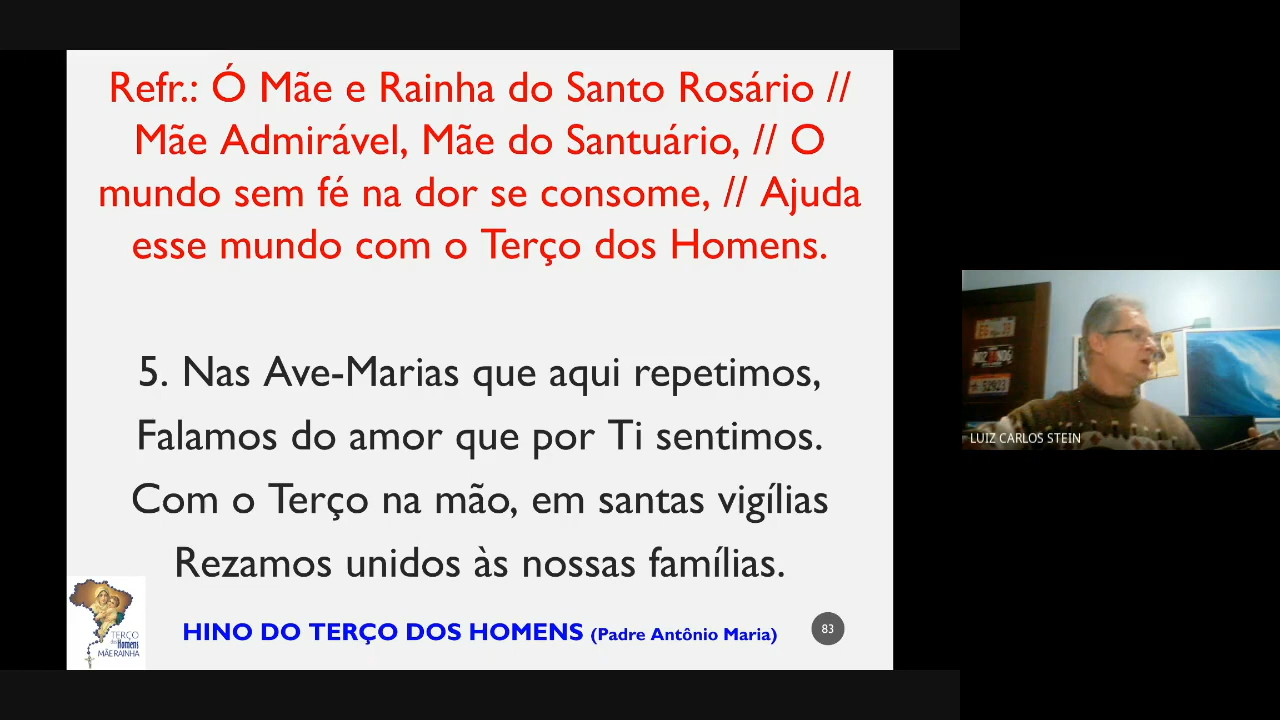 Refr.: Ó Mãe e Rainha do Santo Rosário //
Mãe Admirável, Mãe do Santuário, // O
mundo sem fé na dor se consome, // Ajuda
esse mundo com o Terço dos Homens.
5. Nas Ave-Marias que aqui repetimos,
Falamos do amor que por Ti sentimos.
Com o Terço na mão, em santas vigílias
Rezamos unidos às nossas famílias.
TERÇO
dos Homens
MÃE RAINHA
HINO DO TERÇO DOS HOMENS (Padre Antônio Maria)
83
LUIZ CARLOS STEIN